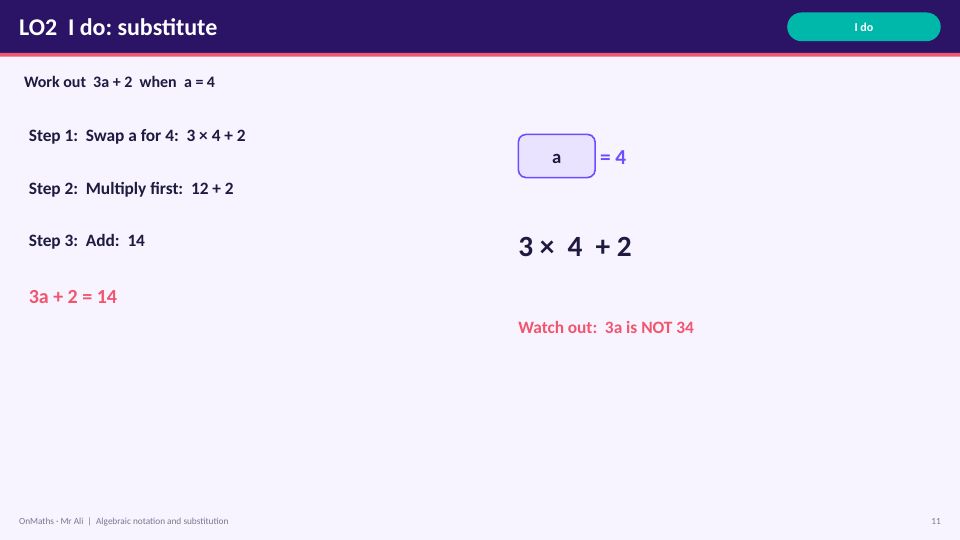 LO2 I do: substitute
I do
Work out 3a + 2 when a = 4
Step 1: Swap a for 4: 3 × 4 + 2
Step 2: Multiply first: 12 + 2
Step 3: Add: 14
3a + 2 = 14
a = 4
3 × 4 + 2
Watch out: 3a is NOT 34
OnMaths · Mr Ali | Algebraic notation and substitution
11